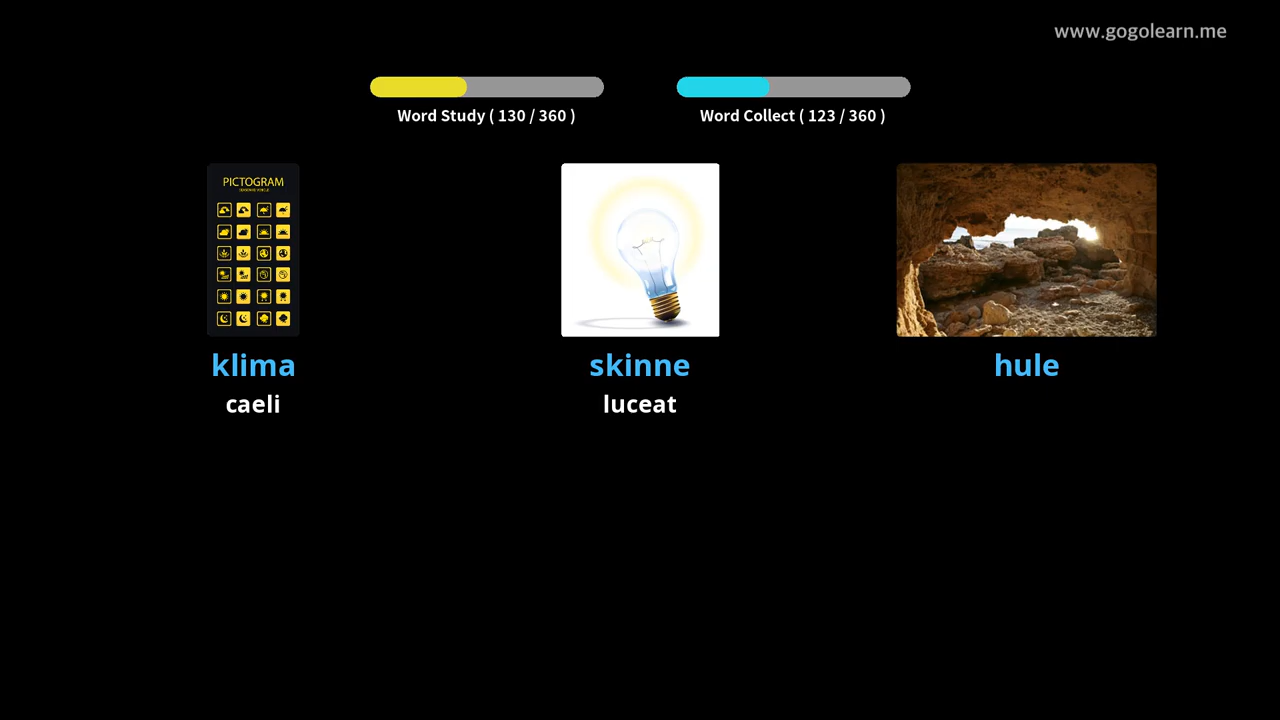 www.gogolearn.me
Word Study ( 130 / 360 )
Word Collect ( 123 / 360 )
PICTOGRAM
klima
skinne
hule
caeli
luceat